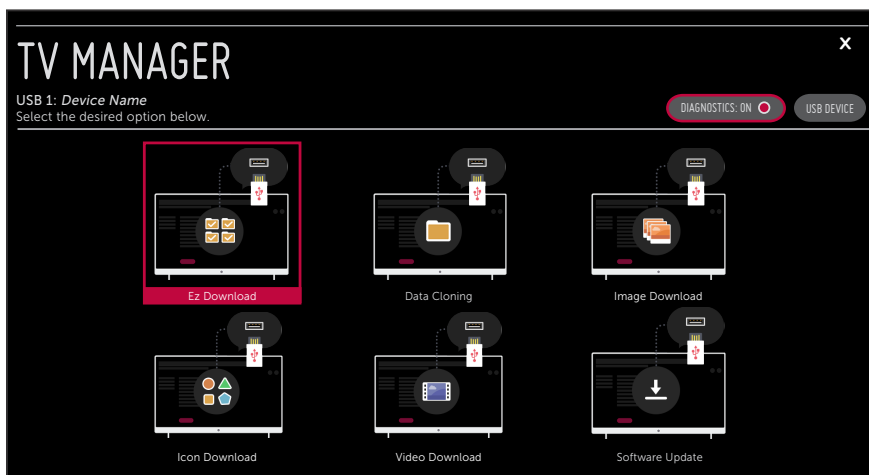 X
TV MANAGER
USB 1: Device Name
Select the desired option below.
DIAGNOSTICS: ON
USB DEVICE
Ez Download
Data Cloning
Image Download
Icon Download
Video Download
Software Update